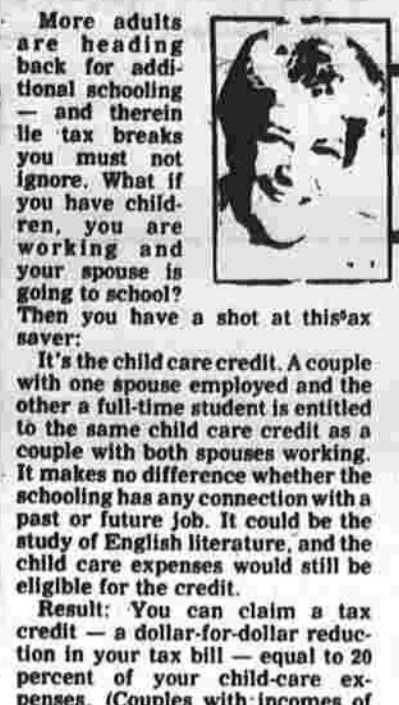 More adults
are heading
back for addi-
tional schooling
— and therein
lie tax breaks
you must not
ignore. What if
you have child-
ren, you are
working and
your spouse is
going to school?
Then you have a shot at this ax
saver:
It's the child care credit. A couple
with one spouse employed and the
other a full-time student is entitled
to the same child care credit as a
couple with both spouses working.
It makes no difference whether the
schooling has any connection with a
past or future job. It could be the
study of English literature, and the
child care expenses would still be
eligible for the credit.
Result: You can claim a tax
credit — a dollar-for-dollar reduc-
tion in your tax bill — equal to 20
percent of your child-care ex-
penses. (Couples with incomes of